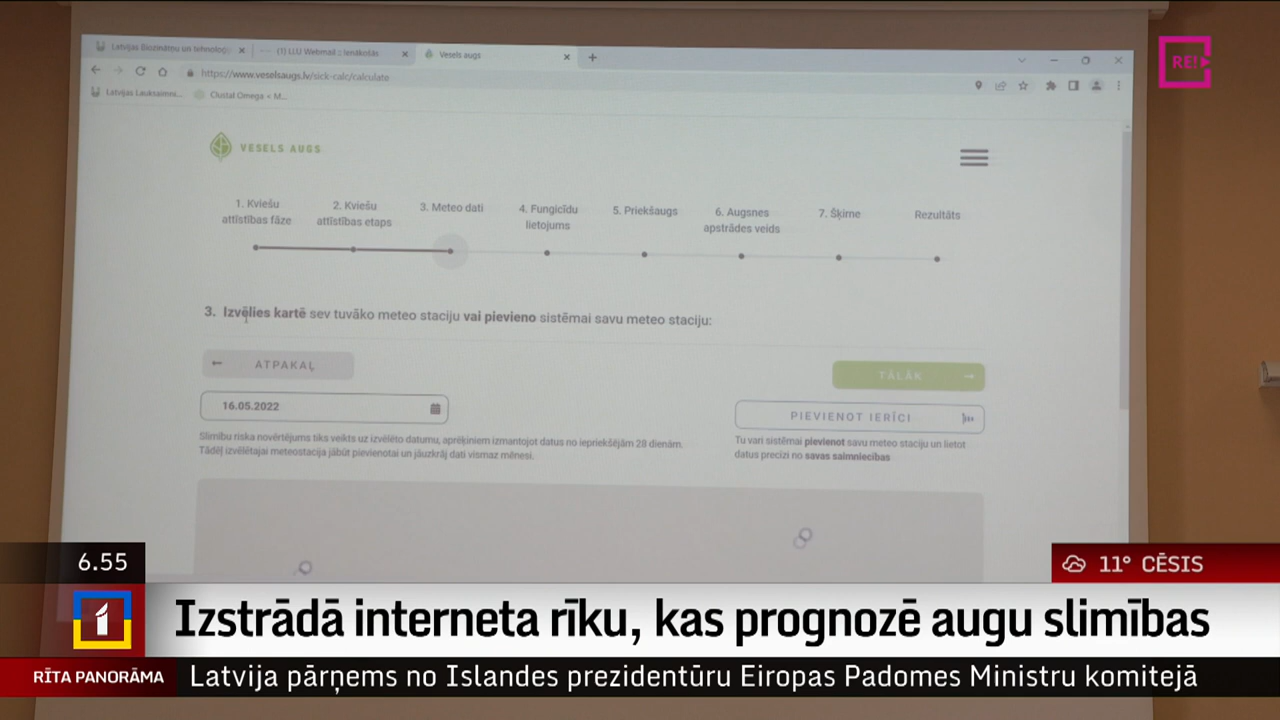 Latvijas Biozinātņu un tehnoloģi
(1) LLU Webmail :: Ienākošās
Vesels augs
https://www.veselsaugs.lv/sick-calc/calculate
Latvijas Lauksaimni...
Clustal Omega < M...
RE!
VESELS AUGS
1. Kviešu attīstības fāze
2. Kviešu attīstības etaps
3. Meteo dati
4. Fungicīdu lietojums
5. Priekšaugs
6. Augsnes apstrādes veids
7. Šķirne
Rezultāts
3. Izvēlies kartē sev tuvāko meteo staciju vai pievieno sistēmai savu meteo staciju:
ATPAKAĻ
TĀLĀK
16.05.2022
PIEVIENOT IERĪCI
Slimību riska novērtējums tiks veikts uz izvēlēto datumu, aprēķiniem izmantojot datus no iepriekšējām 28 dienām.
Tādēļ izvēlētajai meteostacija jābūt pievienotai un jāuzkrāj dati vismaz mēnesi.
Tu vari sistēmai pievienot savu meteo staciju un lietot
datus precīzi no savas saimniecības
6.55
11° CĒSIS
1
Izstrādā interneta rīku, kas prognozē augu slimības
RĪTA PANORĀMA
Latvija pārņems no Islandes prezidentūru Eiropas Padomes Ministru komitejā